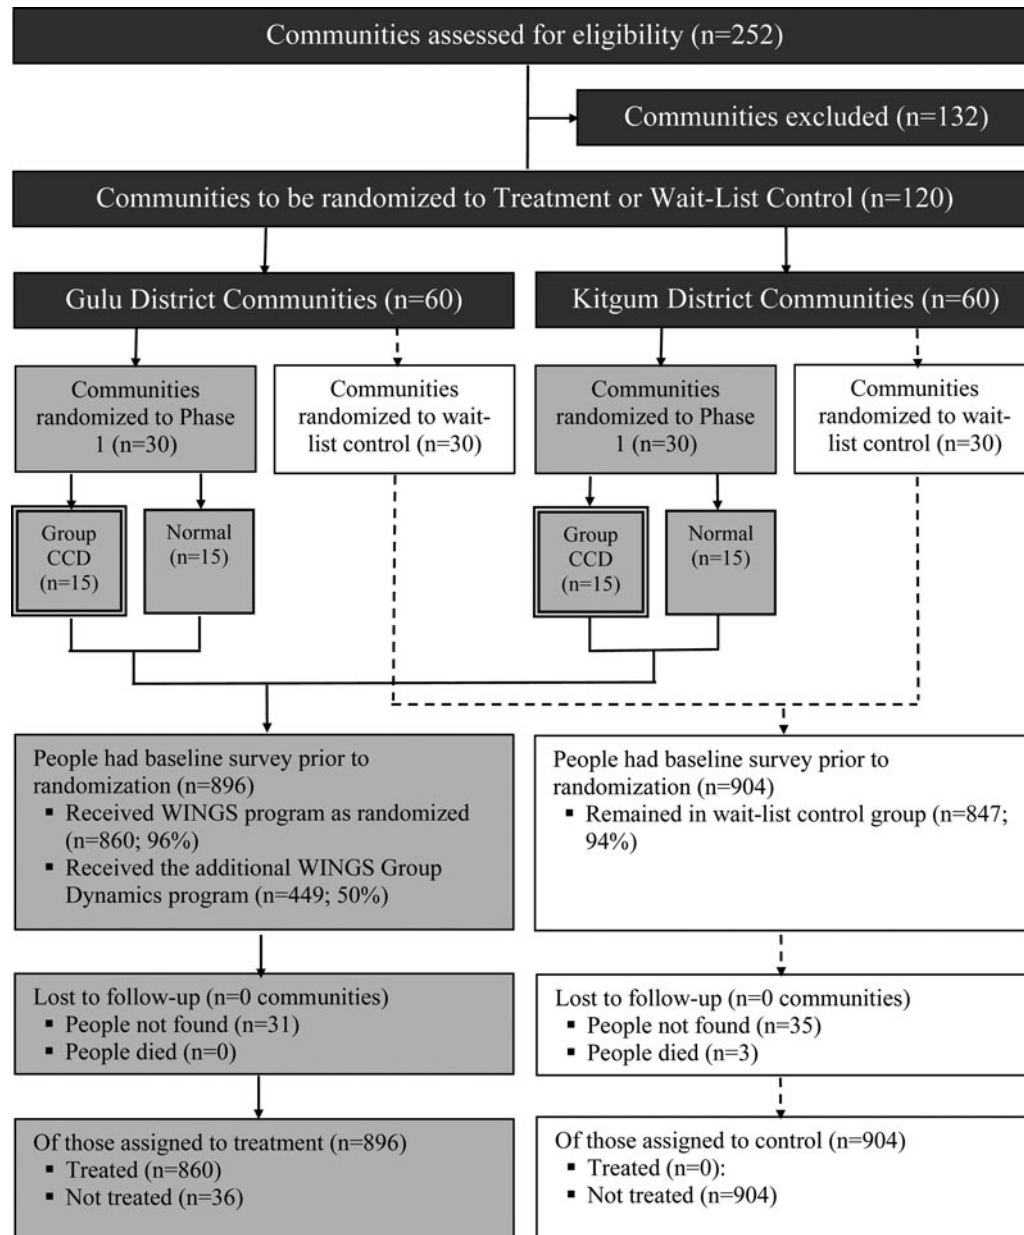 Communities assessed for eligibility (n=252)
Communities excluded (n=132)
Communities to be randomized to Treatment or Wait-List Control (n=120)
Gulu District Communities (n=60)
Kitgum District Communities (n=60)
Communities
randomized to Phase
1 (n=30)
Communities
randomized to wait-
list control (n=30)
Communities
randomized to Phase
1 (n=30)
Communities
randomized to wait-
list control (n=30)
Group
CCD
(n=15)
Normal
(n=15)
Group
CCD
(n=15)
Normal
(n=15)
People had baseline survey prior to
randomization (n=896)
▪ Received WINGS program as randomized
(n=860; 96%)
▪ Received the additional WINGS Group
Dynamics program (n=449; 50%)
People had baseline survey prior to
randomization (n=904)
▪ Remained in wait-list control group (n=847;
94%)
Lost to follow-up (n=0 communities)
▪ People not found (n=31)
▪ People died (n=0)
Lost to follow-up (n=0 communities)
▪ People not found (n=35)
▪ People died (n=3)
Of those assigned to treatment (n=896)
▪ Treated (n=860)
▪ Not treated (n=36)
Of those assigned to control (n=904)
▪ Treated (n=0):
▪ Not treated (n=904)